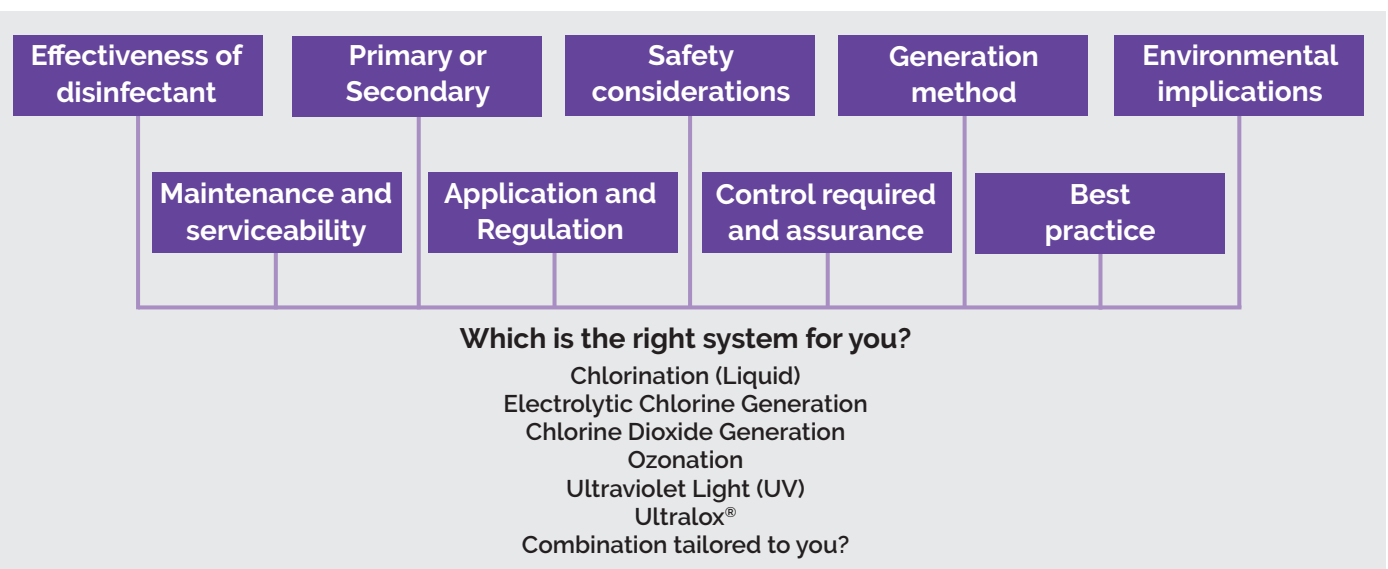 Effectiveness of
disinfectant
Primary or
Secondary
Safety
considerations
Generation
method
Environmental
implications
Maintenance and
serviceability
Application and
Regulation
Control required
and assurance
Best
practice
Which is the right system for you?
Chlorination (Liquid)
Electrolytic Chlorine Generation
Chlorine Dioxide Generation
Ozonation
Ultraviolet Light (UV)
Ultralox®
Combination tailored to you?